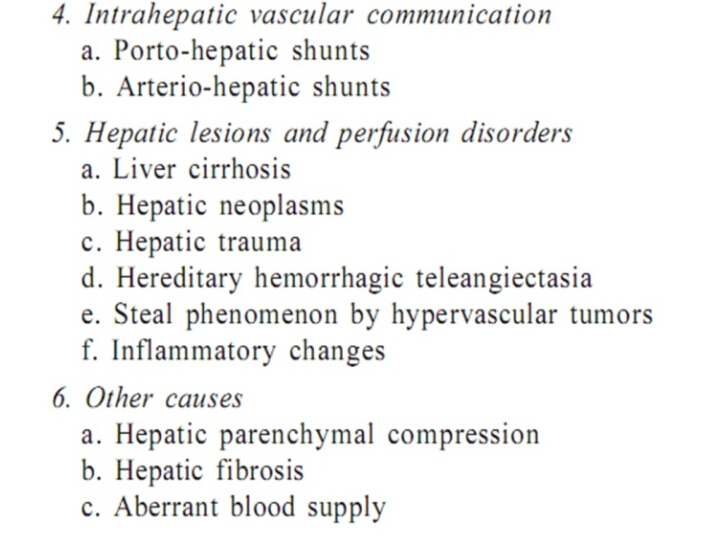 4. Intrahepatic vascular communication
a. Porto-hepatic shunts
b. Arterio-hepatic shunts
5. Hepatic lesions and perfusion disorders
a. Liver cirrhosis
b. Hepatic neoplasms
c. Hepatic trauma
d. Hereditary hemorrhagic teleangiectasia
e. Steal phenomenon by hypervascular tumors
f. Inflammatory changes
6. Other causes
a. Hepatic parenchymal compression
b. Hepatic fibrosis
c. Aberrant blood supply